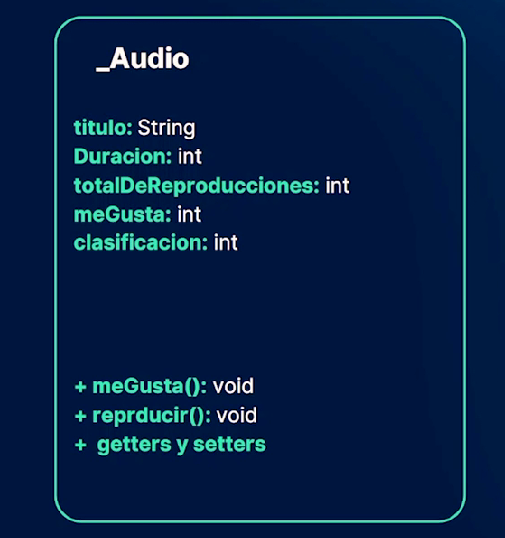 _Audio
titulo: String
Duracion: int
totalDeReproducciones: int
meGusta: int
clasificacion: int
+ meGusta(): void
+ reprducir(): void
+ getters y setters